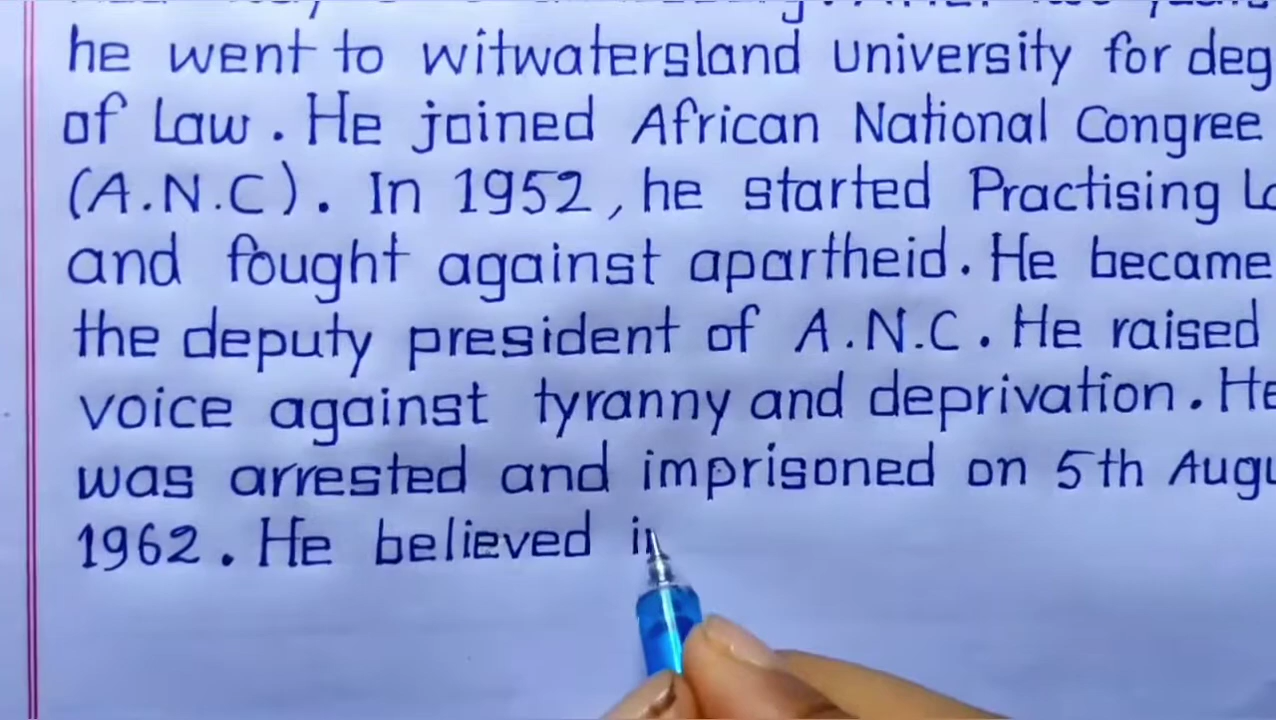 he went to witwatersland university for deg
of Law. He joined African National Congree
(A.N.C). In 1952, he started Practising
and fought against apartheid. He became
the deputy president of A.N.C. He raised
voice against tyranny and deprivation. He
was arrested and imprisoned on 5th Augu
1962. He believed in